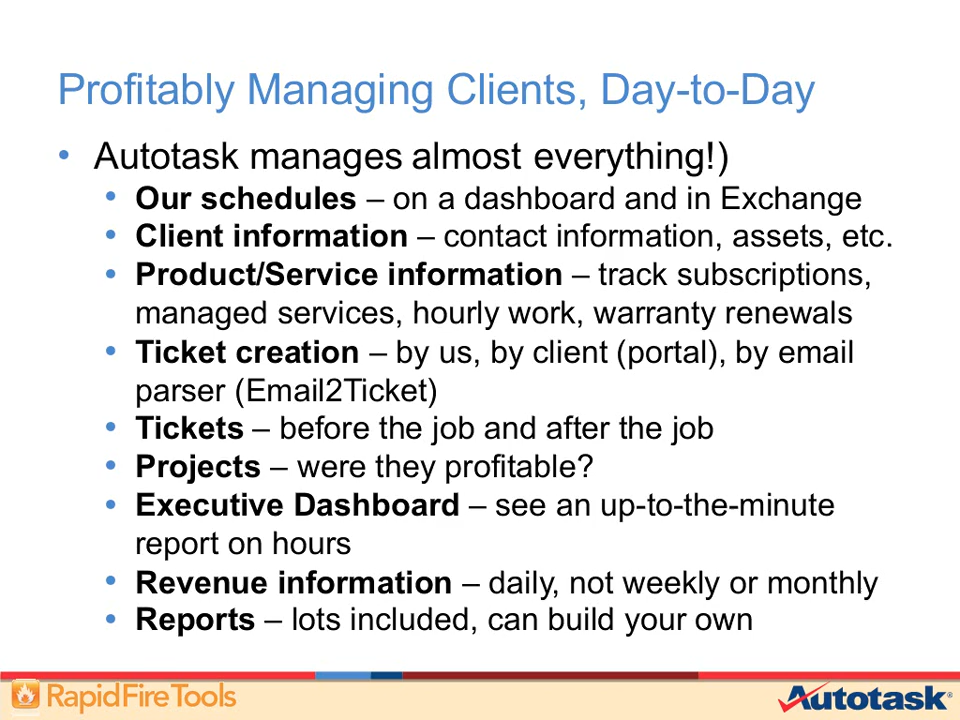 Profitably Managing Clients, Day-to-Day
• Autotask manages almost everything!)
• Our schedules – on a dashboard and in Exchange
• Client information – contact information, assets, etc.
• Product/Service information – track subscriptions,
managed services, hourly work, warranty renewals
• Ticket creation – by us, by client (portal), by email
parser (Email2Ticket)
• Tickets – before the job and after the job
• Projects – were they profitable?
• Executive Dashboard – see an up-to-the-minute
report on hours
• Revenue information – daily, not weekly or monthly
• Reports – lots included, can build your own
RapidFireTools
Autotask®